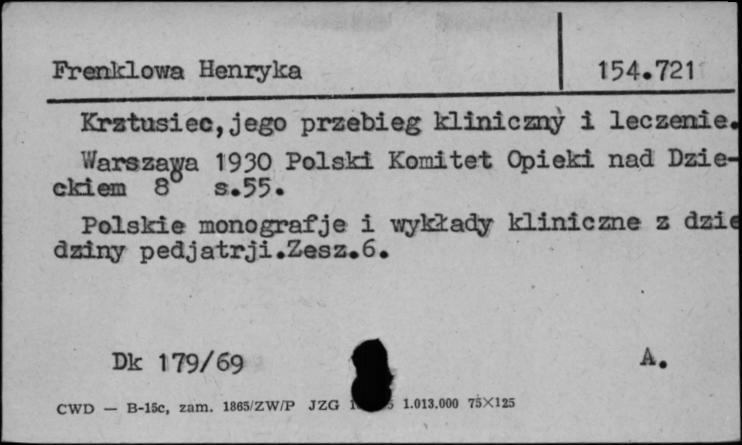 Frenklowa Henryka 154.721
Krztusiec,jego przebieg kliniczny i leczenie.
Warszawa 1930 Polski Komitet Opieki nad Dzie-
ckiem 8° s.55.
Polskie monografje i wykłady kliniczne z dzie
dziny pedjatrji.Zesz.6.
Dk 179/69 A.
CWD — B-15c, zam. 1865/ZW/P JZG 1.013.000 75×125